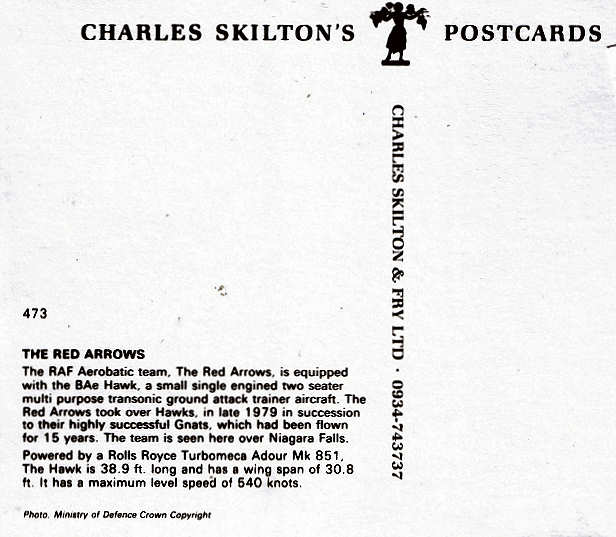 CHARLES SKILTON'S POSTCARDS
CHARLES SKILTON & FRY LTD · 0934-743737
473
THE RED ARROWS
The RAF Aerobatic team, The Red Arrows, is equipped
with the BAe Hawk, a small single engined two seater
multi purpose transonic ground attack trainer aircraft. The
Red Arrows took over Hawks, in late 1979 in succession
to their highly successful Gnats, which had been flown
for 15 years. The team is seen here over Niagara Falls.
Powered by a Rolls Royce Turbomeca Adour Mk 851,
The Hawk is 38.9 ft. long and has a wing span of 30.8
ft. It has a maximum level speed of 540 knots.
Photo. Ministry of Defence Crown Copyright